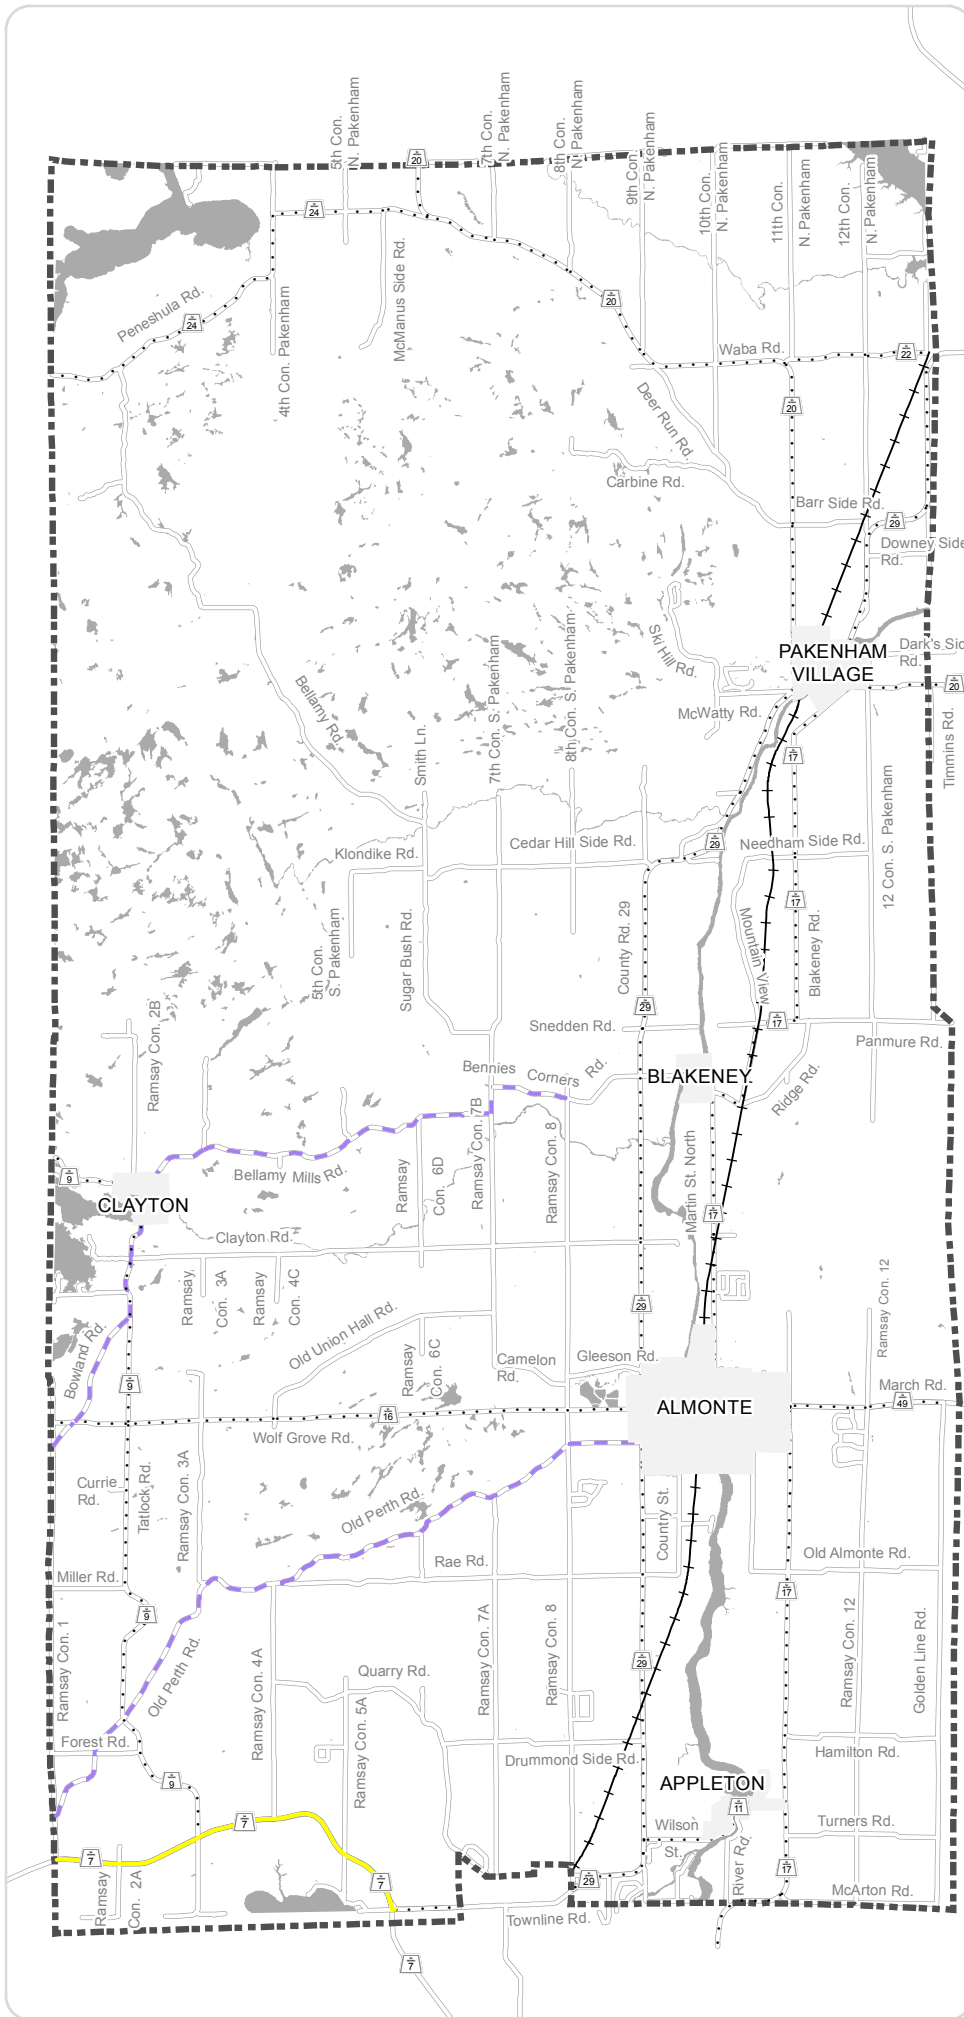 5th Con.
N. Pakenham
7th Con.
N. Pakenham
8th Con.
N. Pakenham
9th Con.
N. Pakenham
10th Con.
N. Pakenham
11th Con.
N. Pakenham
12th Con.
N. Pakenham
20
24
Peneshula Rd.
24
4th Con. Pakenham
McManus Side Rd.
20
Waba Rd.
22
20
Deer Run Rd.
Carbine Rd.
Barr Side Rd.
29
Downey Side
Rd.
Ski Hill Rd.
PAKENHAM
VILLAGE
Dark's Sid
Rd.
20
McWatty Rd.
Timmins Rd.
Bellamy Rd.
Smith Ln.
7th Con. S. Pakenham
8th Con. S. Pakenham
17
12 Con. S. Pakenham
Klondike Rd.
Cedar Hill Side Rd.
29
Needham Side Rd.
17
5th Con.
S. Pakenham
Sugar Bush Rd.
County Rd. 29
Mountain View
Blakeney Rd.
29
Snedden Rd.
17
Panmure Rd.
Ramsay Con. 2B
Bennies Corners Rd.
BLAKENEY
Ridge Rd.
9
Bellamy Mills Rd.
CLAYTON
Ramsay
Con. 6D
Ramsay Con. 7B
Ramsay Con. 8
Martin St. North
17
Clayton Rd.
Ramsay
Con. 3A
Ramsay
Con. 4C
29
Old Union Hall Rd.
Ramsay
Con. 6C
Camelon
Rd.
Gleeson Rd.
Ramsay Con. 12
Bowland Rd.
9
16
Wolf Grove Rd.
ALMONTE
March Rd.
49
Currie
Rd.
Tatlock Rd.
Ramsay Con. 3A
Old Perth Rd.
Country St.
Rae Rd.
Old Almonte Rd.
Miller Rd.
9
17
Ramsay Con. 1
Old Perth Rd.
Ramsay Con. 4A
Quarry Rd.
Ramsay Con. 5A
Ramsay Con. 7A
Ramsay Con. 8
29
Ramsay Con. 12
Golden Line Rd.
Forest Rd.
Drummond Side Rd.
Hamilton Rd.
9
APPLETON
11
7
Wilson
St.
Turners Rd.
7
Ramsay
Con. 2A
7
29
River Rd.
17
McArton Rd.
Townline Rd.
7